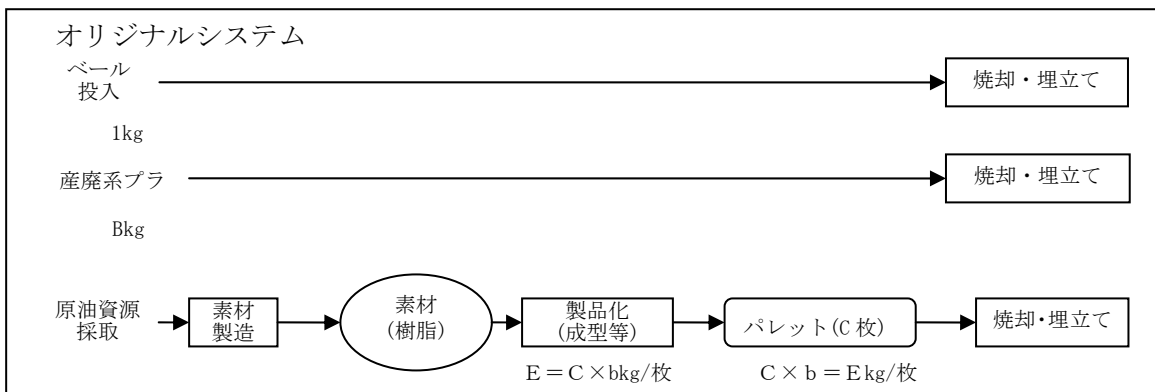 オリジナルシステム
ベール
投入
焼却・埋立て
1kg
産廃系プラ
焼却・埋立て
Bkg
原油資源
採取
素材
製造
素材
(樹脂)
製品化
(成型等)
パレット(C 枚)
焼却・埋立て
E=C×bkg/枚
C×b=Ekg/枚